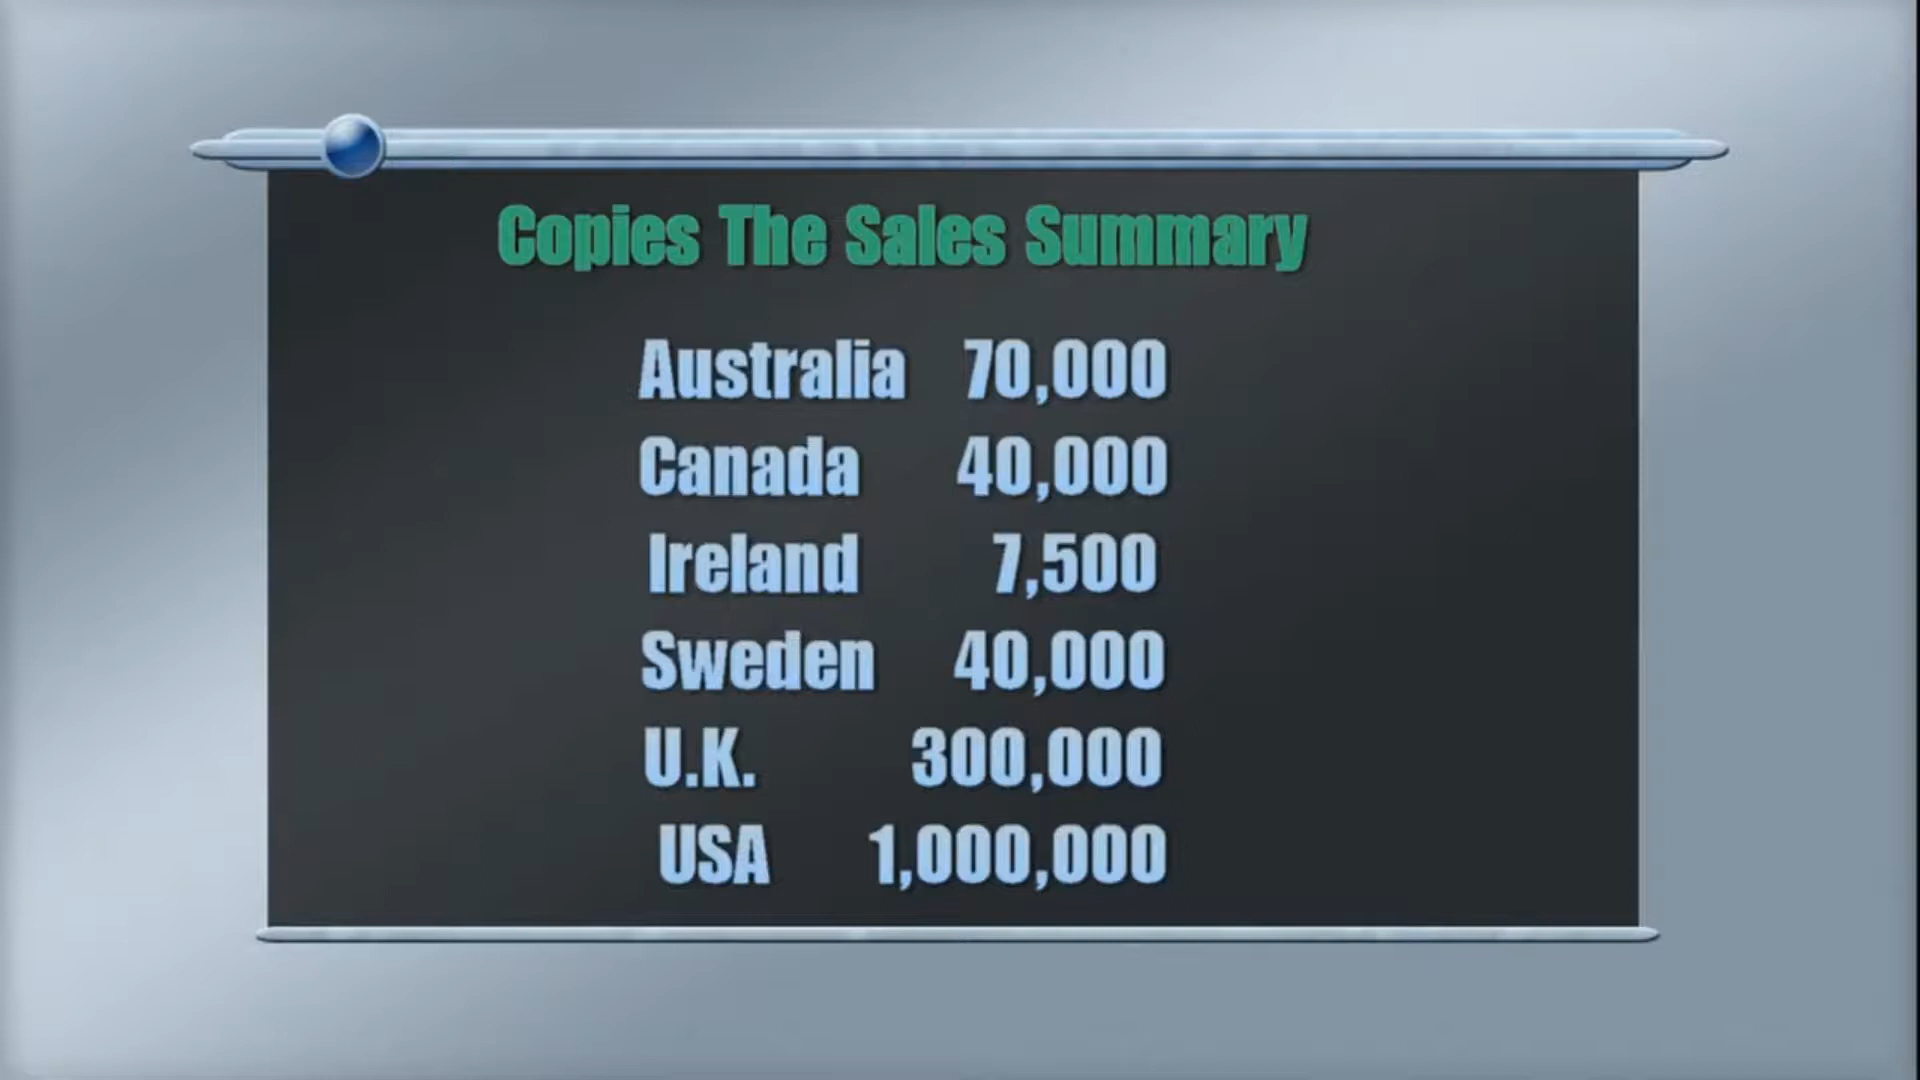 Copies The Sales Summary
Australia 70,000
Canada 40,000
Ireland 7,500
Sweden 40,000
U.K. 300,000
USA 1,000,000